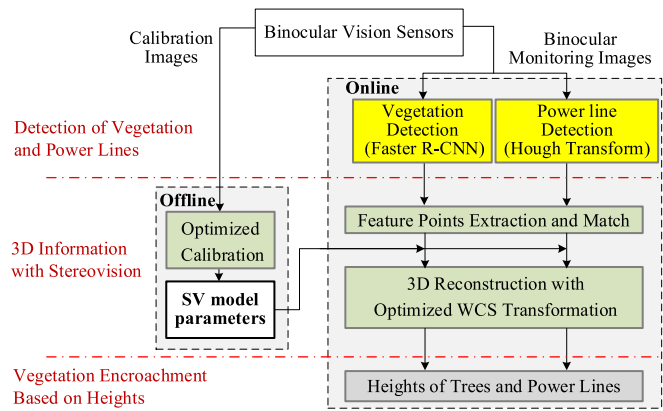 Calibration
Images
Binocular Vision Sensors
Binocular
Monitoring Images
Online
Detection of Vegetation
and Power Lines
Vegetation
Detection
(Faster R-CNN)
Power line
Detection
(Hough Transform)
Offline
3D Information
with Stereovision
Optimized
Calibration
SV model
parameters
Feature Points Extraction and Match
3D Reconstruction with
Optimized WCS Transformation
Vegetation Encroachment
Based on Heights
Heights of Trees and Power Lines